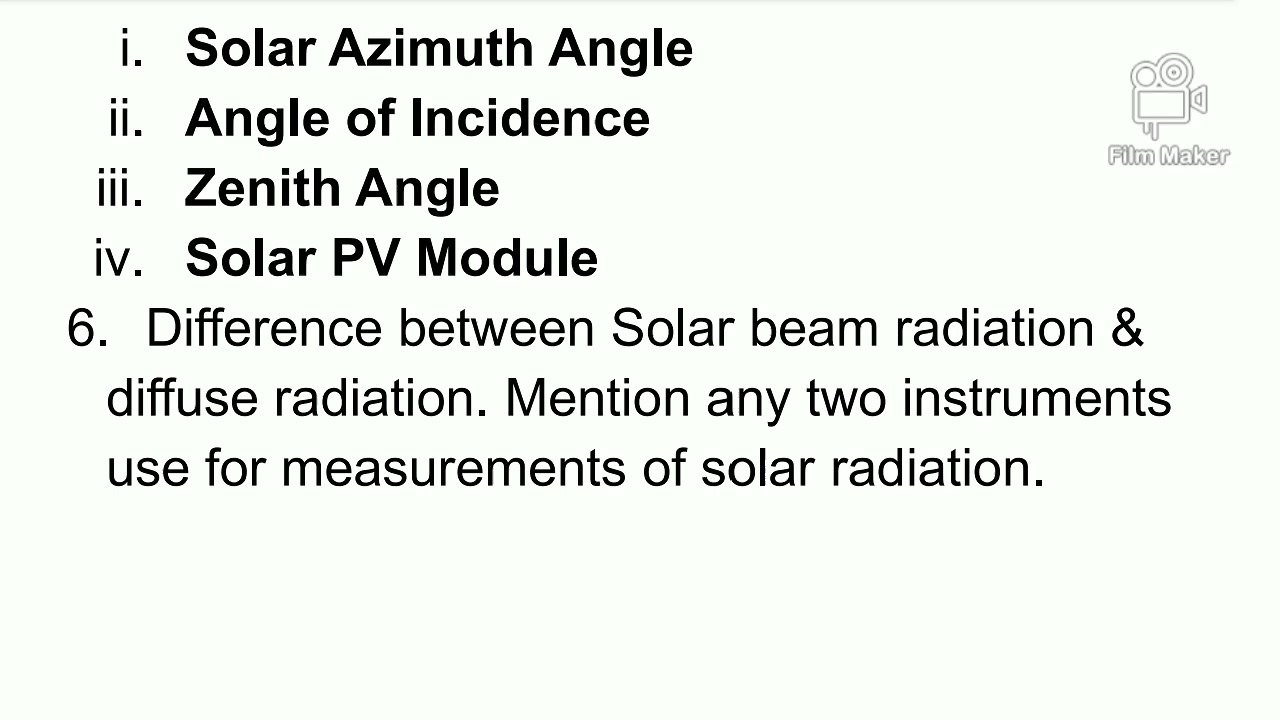 i. Solar Azimuth Angle
ii. Angle of Incidence
iii. Zenith Angle
iv. Solar PV Module
6. Difference between Solar beam radiation &
diffuse radiation. Mention any two instruments
use for measurements of solar radiation.
Film Maker